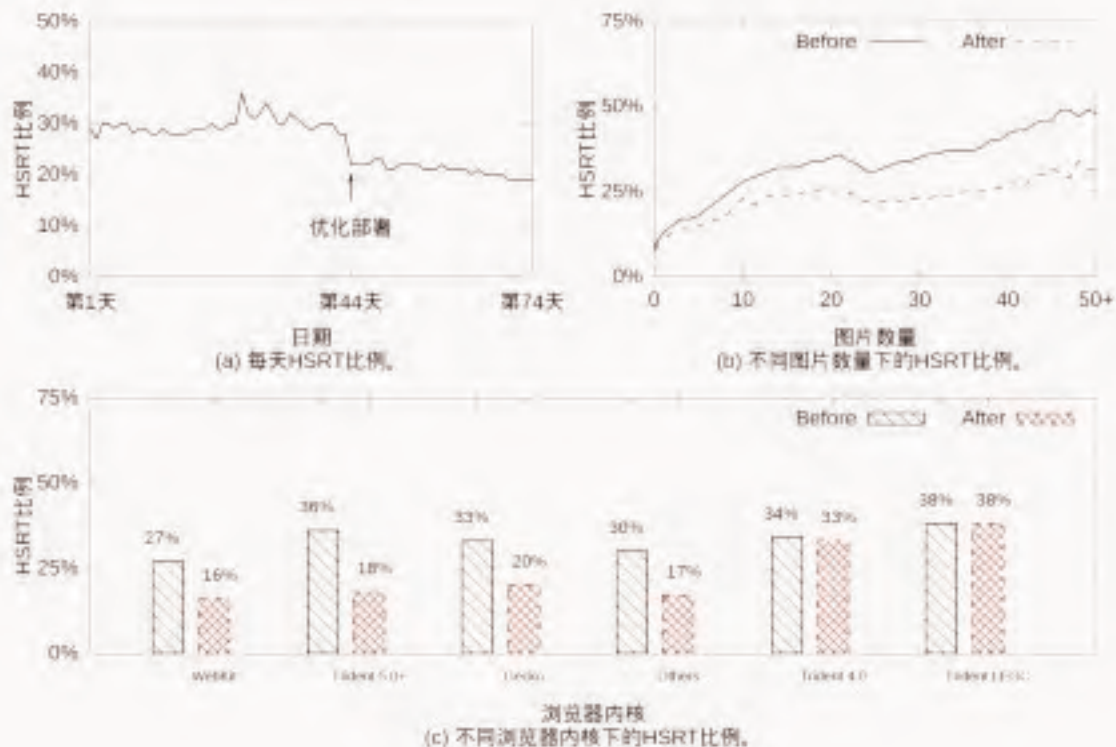 50%
40%
30%
20%
10%
0%
HSRT比例
优化部署
第1天
第44天
第74天
日期
(a) 每天HSRT比例。
75%
50%
25%
0%
HSRT比例
Before
After
0
10
20
30
40
50+
图片数量
(b) 不同图片数量下的HSRT比例。
75%
50%
25%
0%
HSRT比例
Before
After
27%
16%
36%
18%
33%
20%
30%
17%
34%
33%
38%
38%
WebKit
Trident 5.0+
Gecko
Others
Trident 4.0
浏览器内核
(c) 不同浏览器内核下的HSRT比例。